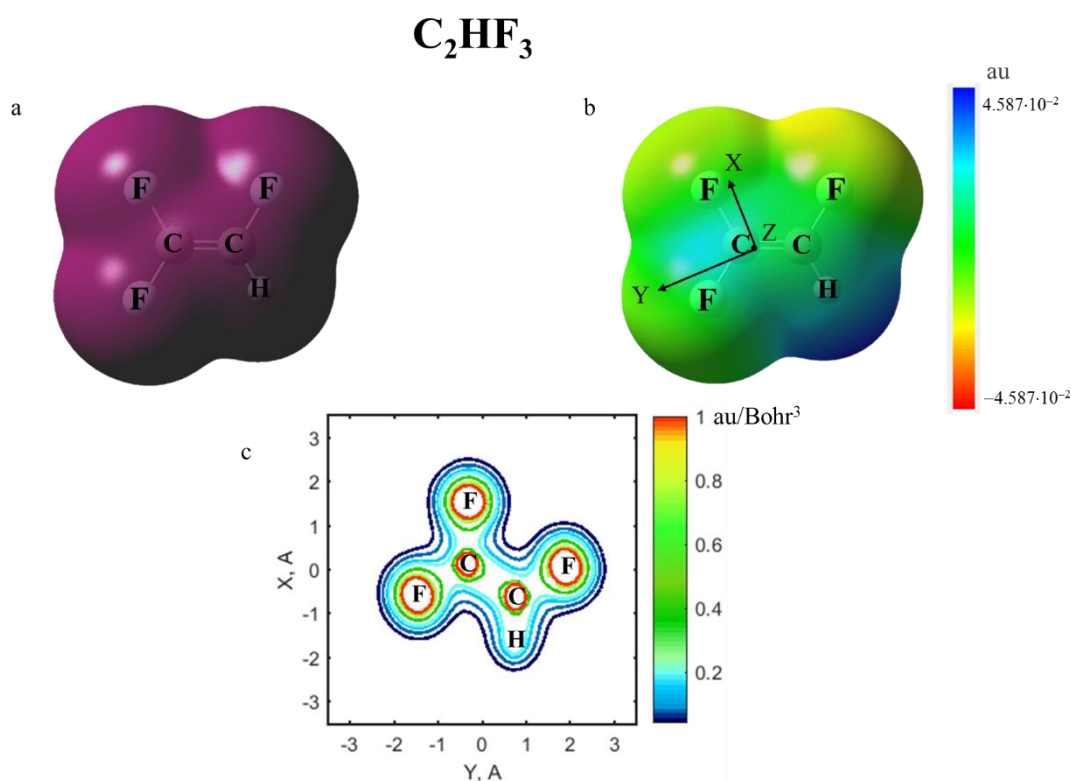 C₂HF₃
a
F
F
C
C
F
H
b
X
F
F
C
Z
C
Y
F
H
au
4.587·10⁻²
−4.587·10⁻²
c
X, A
3
2
1
0
-1
-2
-3
F
F
C
F
C
H
-3
-2
-1
0
1
2
3
Y, A
au/Bohr³
1
0.8
0.6
0.4
0.2